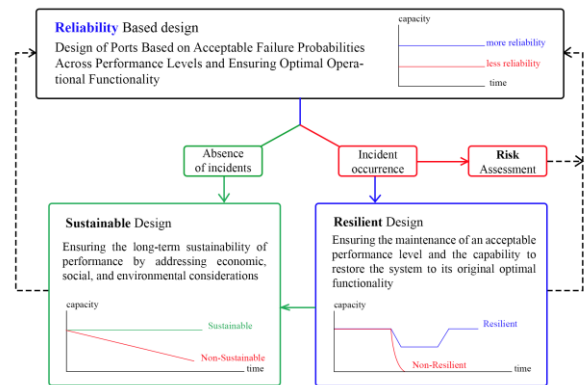 Reliability Based design
Design of Ports Based on Acceptable Failure Probabilities
Across Performance Levels and Ensuring Optimal Oper-
ational Functionality
capacity
more reliability
less reliability
time
Absence
of incidents
Incident
occurrence
Risk
Assessment
Sustainable Design
Ensuring the long-term sustainability of
performance by addressing economic,
social, and environmental considerations
capacity
Sustainable
Non-Sustainable
time
Resilient Design
Ensuring the maintenance of an acceptable
performance level and the capability to
restore the system to its original optimal
functionality
capacity
Resilient
Non-Resilient
time